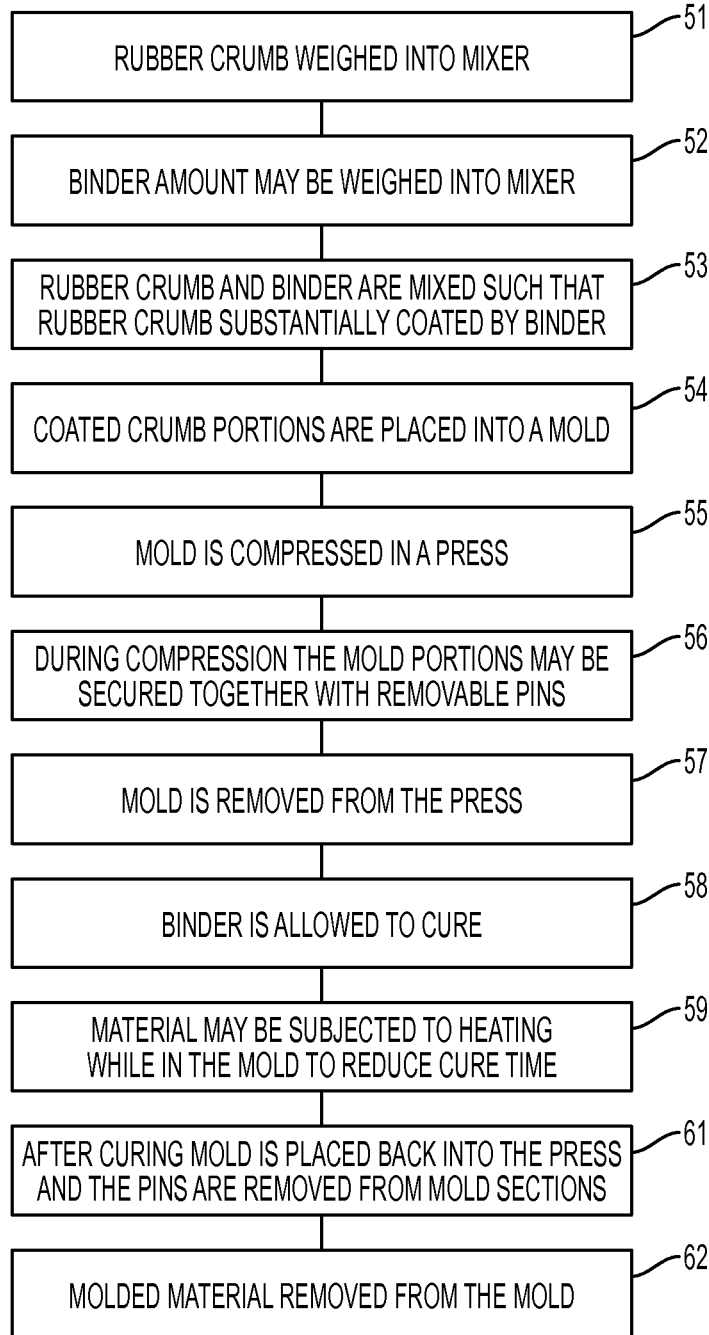 51
RUBBER CRUMB WEIGHED INTO MIXER
52
BINDER AMOUNT MAY BE WEIGHED INTO MIXER
53
RUBBER CRUMB AND BINDER ARE MIXED SUCH THAT
RUBBER CRUMB SUBSTANTIALLY COATED BY BINDER
54
COATED CRUMB PORTIONS ARE PLACED INTO A MOLD
55
MOLD IS COMPRESSED IN A PRESS
56
DURING COMPRESSION THE MOLD PORTIONS MAY BE
SECURED TOGETHER WITH REMOVABLE PINS
57
MOLD IS REMOVED FROM THE PRESS
58
BINDER IS ALLOWED TO CURE
59
MATERIAL MAY BE SUBJECTED TO HEATING
WHILE IN THE MOLD TO REDUCE CURE TIME
61
AFTER CURING MOLD IS PLACED BACK INTO THE PRESS
AND THE PINS ARE REMOVED FROM MOLD SECTIONS
62
MOLDED MATERIAL REMOVED FROM THE MOLD